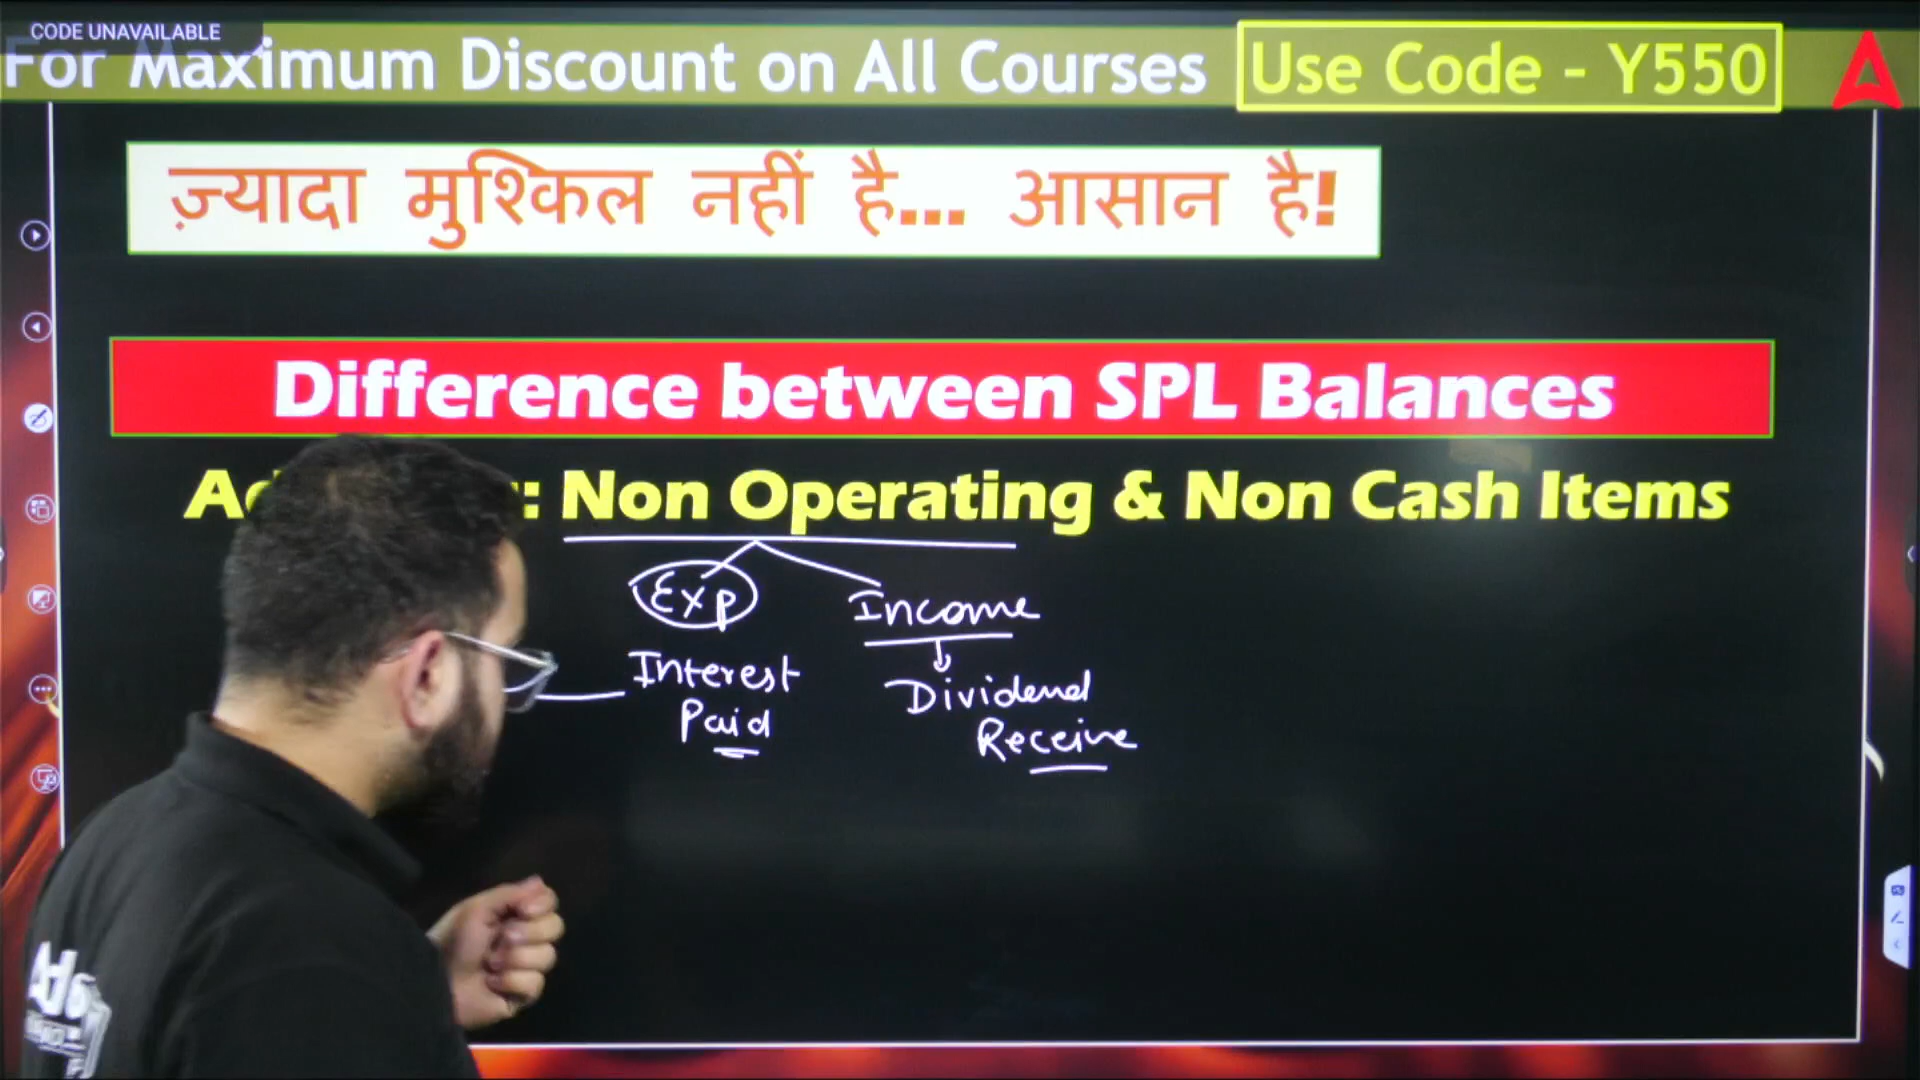 CODE UNAVAILABLE
For Maximum Discount on All Courses Use Code - Y550
ज़्यादा मुश्किल नहीं है... आसान है!
Difference between SPL Balances
: Non Operating & Non Cash Items
Exp Income
Interest Dividend
Paid Receive